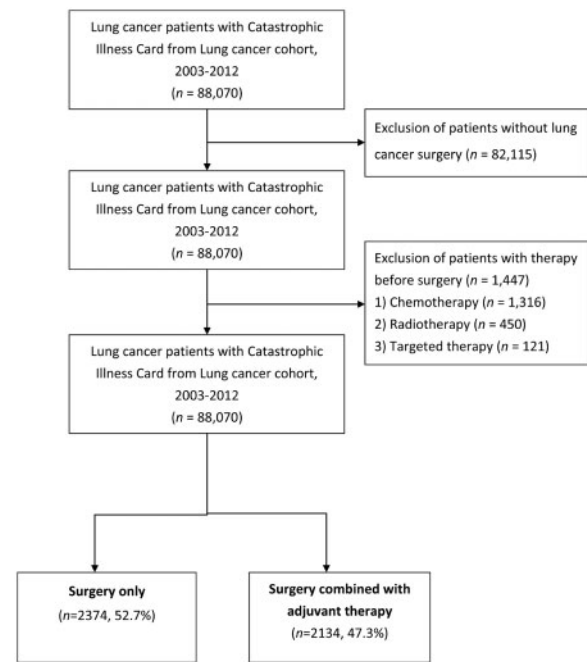 Lung cancer patients with Catastrophic
Illness Card from Lung cancer cohort,
2003-2012
(n = 88,070)
Exclusion of patients without lung
cancer surgery (n = 82,115)
Lung cancer patients with Catastrophic
Illness Card from Lung cancer cohort,
2003-2012
(n = 88,070)
Exclusion of patients with therapy
before surgery (n = 1,447)
1) Chemotherapy (n = 1,316)
2) Radiotherapy (n = 450)
3) Targeted therapy (n = 121)
Lung cancer patients with Catastrophic
Illness Card from Lung cancer cohort,
2003-2012
(n = 88,070)
Surgery only
(n=2374, 52.7%)
Surgery combined with
adjuvant therapy
(n=2134, 47.3%)